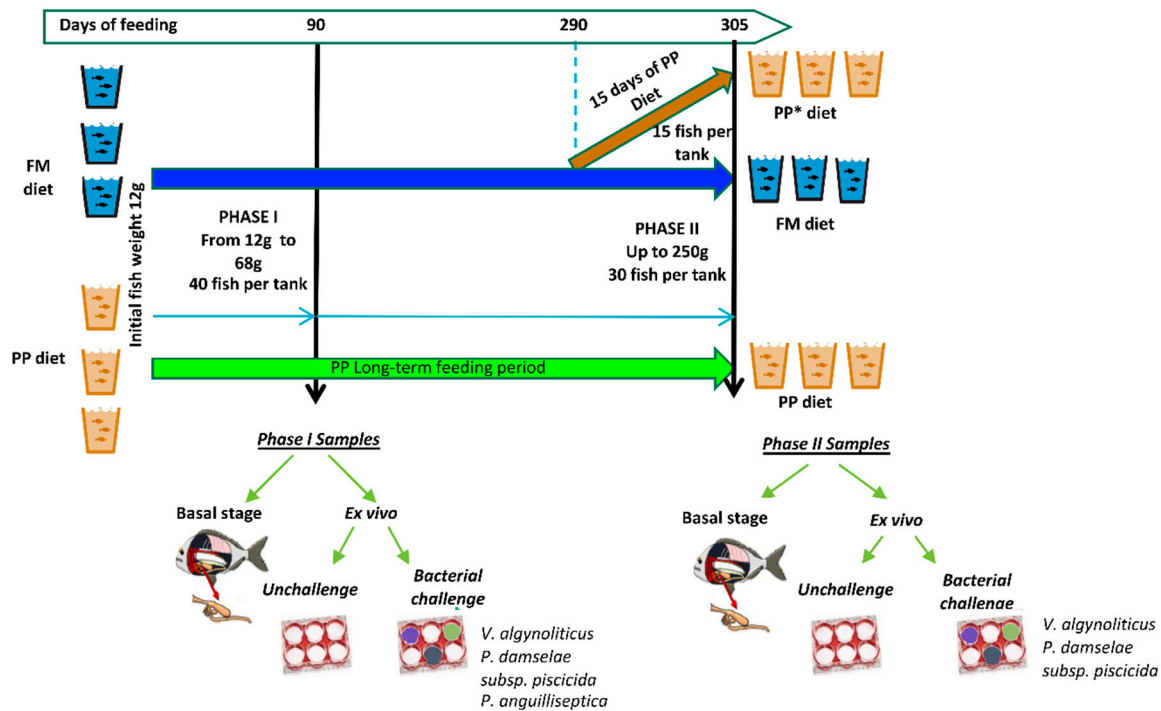 Days of feeding
90
290
305
15 days of PP
Diet
15 fish per
tank
PP* diet
FM
diet
FM diet
Initial fish weight 12g
PHASE I
From 12g to
68g
40 fish per tank
PHASE II
Up to 250g
30 fish per tank
PP diet
PP Long-term feeding period
PP diet
Phase I Samples
Basal stage
Ex vivo
Unchallenge
Bacterial
challenge
V. algynoliticus
P. damselae
subsp. piscicida
P. anguilliseptica
Phase II Samples
Basal stage
Ex vivo
Unchallenge
Bacterial
challenae
V. algynoliticus
P. damselae
subsp. piscicida